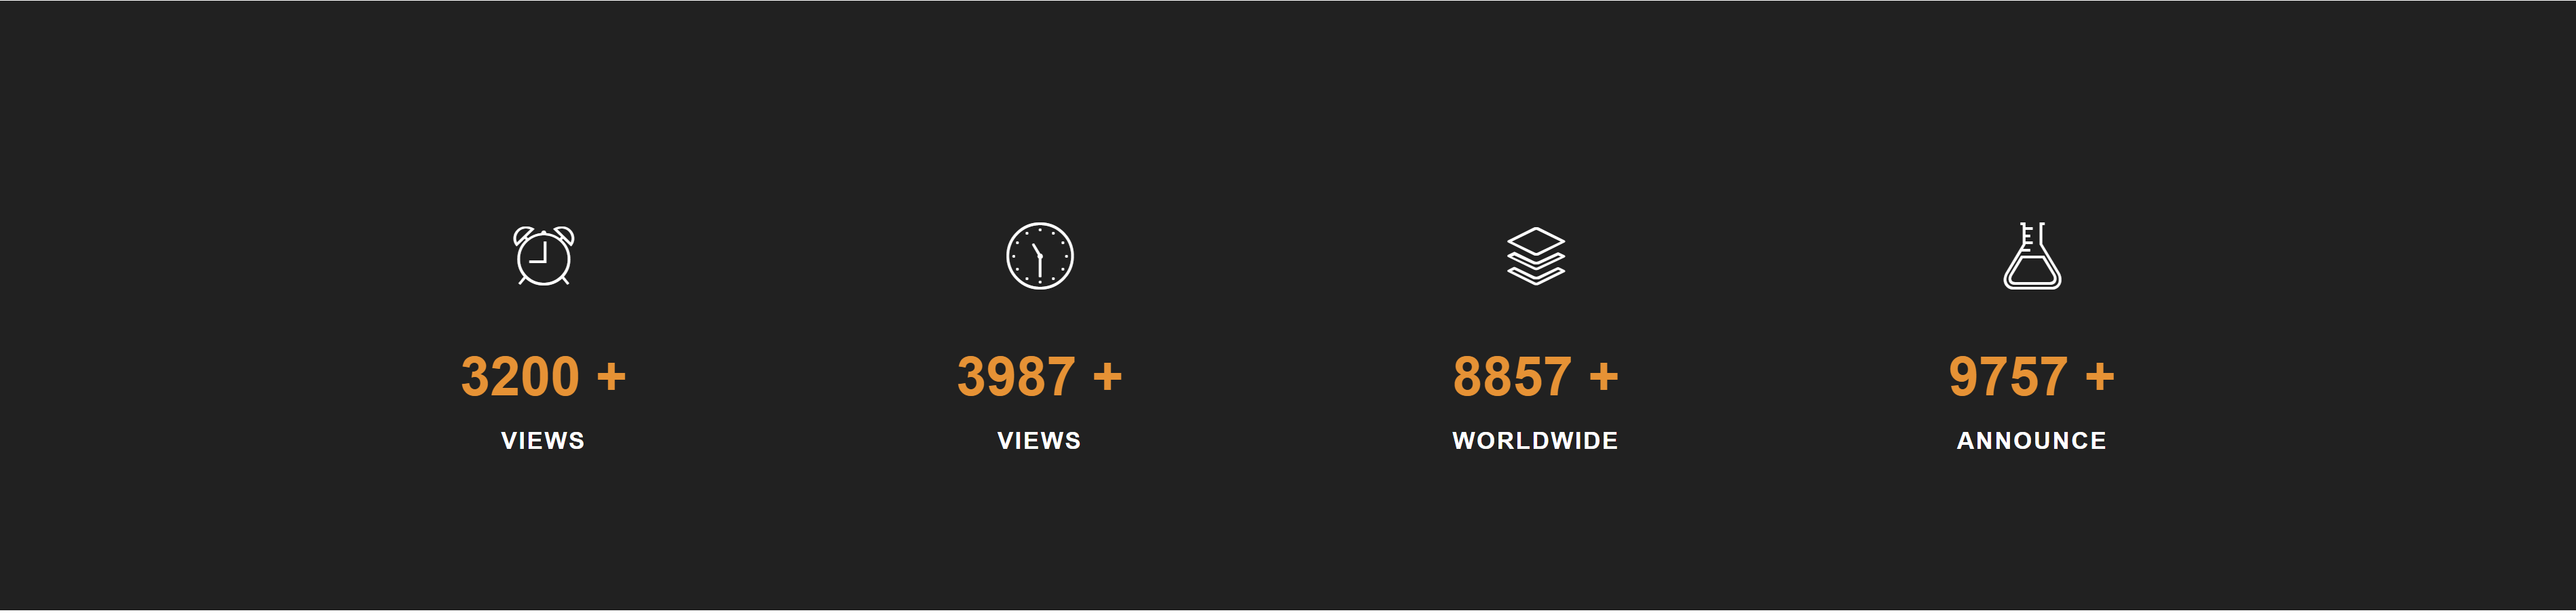 3200 +
VIEWS
3987 +
VIEWS
8857 +
WORLDWIDE
9757 +
ANNOUNCE